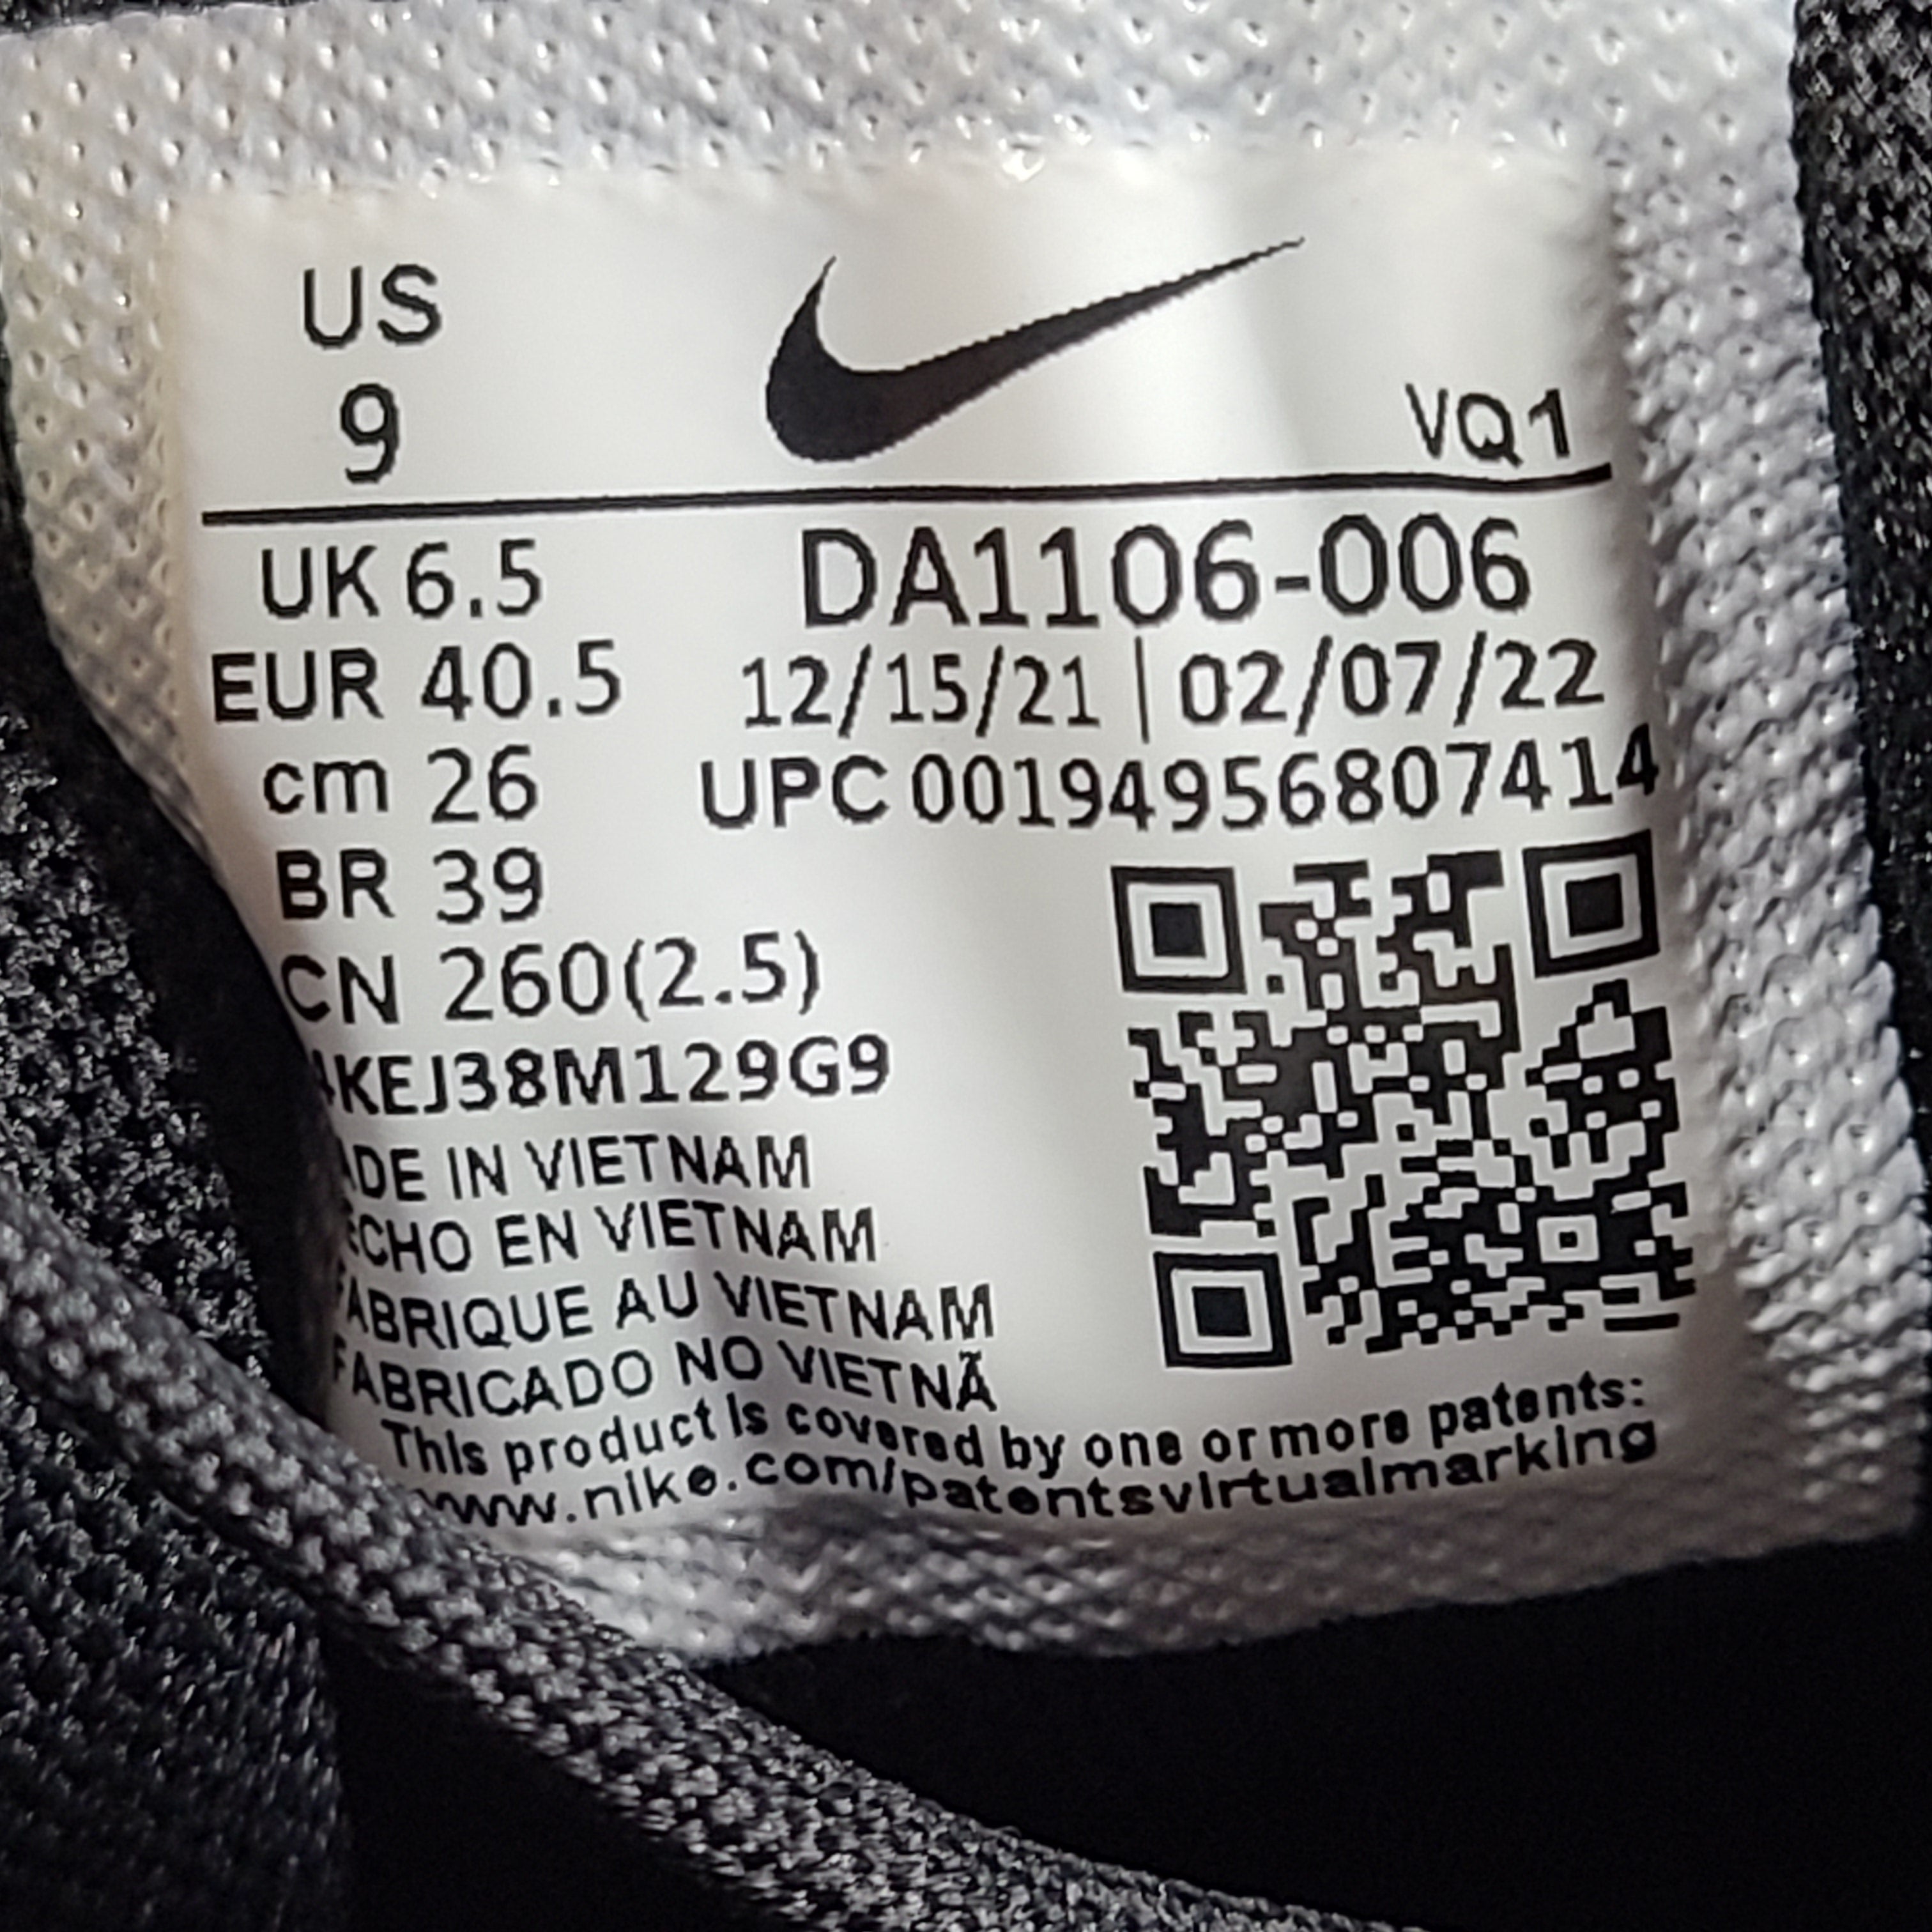 US
9
VQ1
UK 6.5
DA1106-006
EUR 40.5
12/15/21 | 02/07/22
cm 26
UPC 00194956807414
BR 39
CN 260(2.5)
KEJ38M129G9
IN VIETNAM
EN VIETNAM
FABRIQUE AU VIETNAM
FABRICADO NO VIETNÃ
This product is covered by one or more patents:
www.nike.com/patentsvirtualmarking